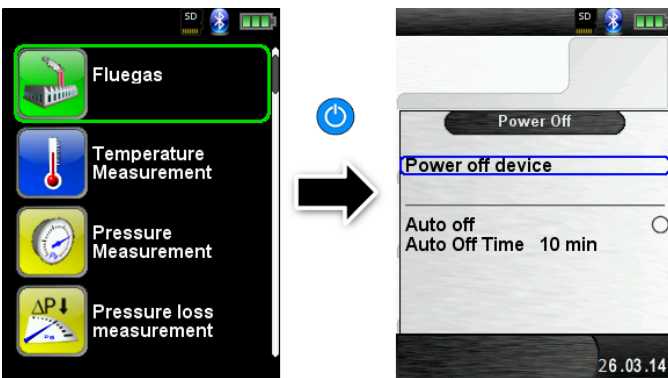 SD
Fluegas
Temperature
Measurement
Pressure
Measurement
ΔP
Pressure loss
measurement
SD
Power Off
Power off device
Auto off
Auto Off Time 10 min
26.03.14